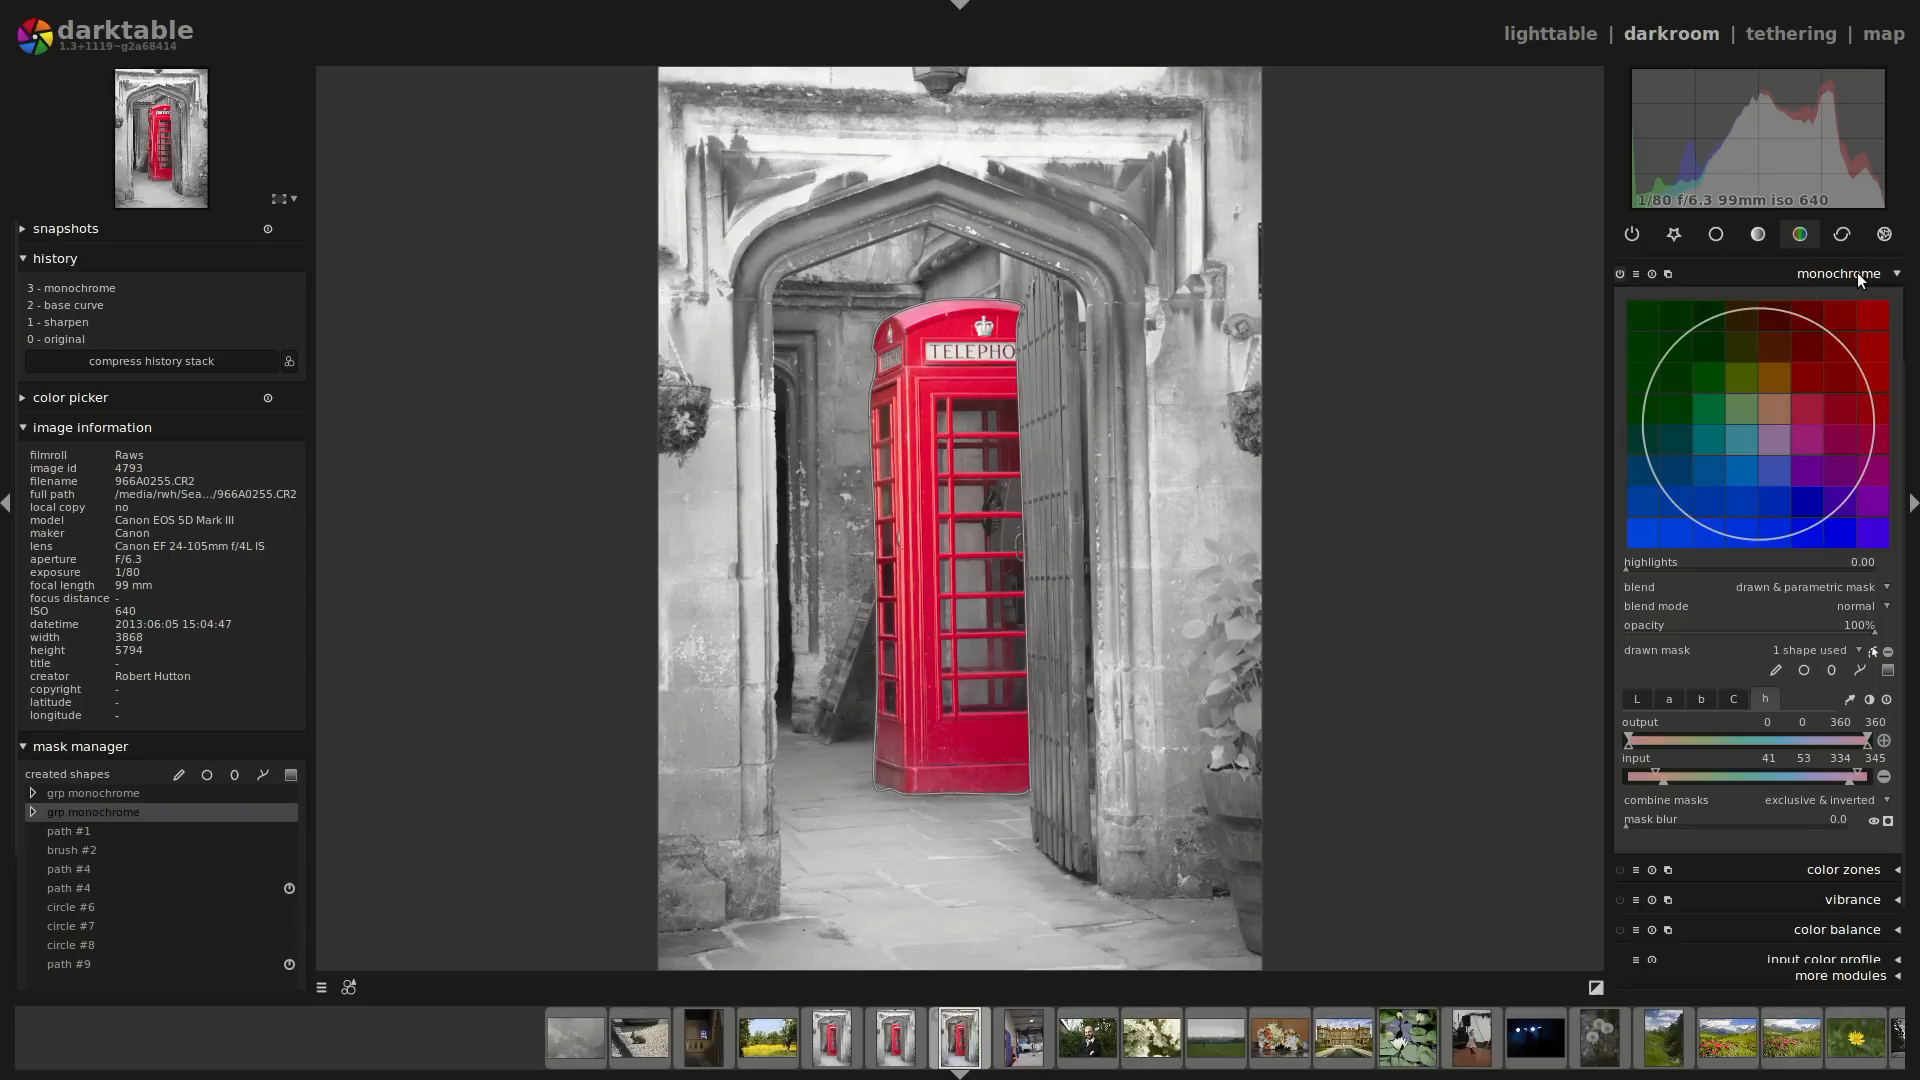 darktable
1.3+1119~g2a68414
lighttable | darkroom | tethering | map
snapshots
history
3 - monochrome
2 - base curve
1 - sharpen
0 - original
compress history stack
color picker
image information
filmroll Raws
image id 4793
filename 966A0255.CR2
full path /media/rwh/Sea.../966A0255.CR2
local copy no
model Canon EOS 5D Mark III
maker Canon
lens Canon EF 24-105mm f/4L IS
aperture F/6.3
exposure 1/80
focal length 99 mm
focus distance -
ISO 640
datetime 2013:06:05 15:04:47
width 3868
height 5794
title -
creator Robert Hutton
copyright -
latitude -
longitude -
mask manager
created shapes
grp monochrome
grp monochrome
path #1
brush #2
path #4
path #4
circle #6
circle #7
circle #8
path #9
TELEPHO
1/80 f/6.3 99mm iso 640
monochrome
highlights 0.00
blend drawn & parametric mask
blend mode normal
opacity 100%
drawn mask 1 shape used
L a b C h
output 0 0 360 360
input 41 53 334 345
combine masks exclusive & inverted
mask blur 0.0
color zones
vibrance
color balance
input color profile
more modules